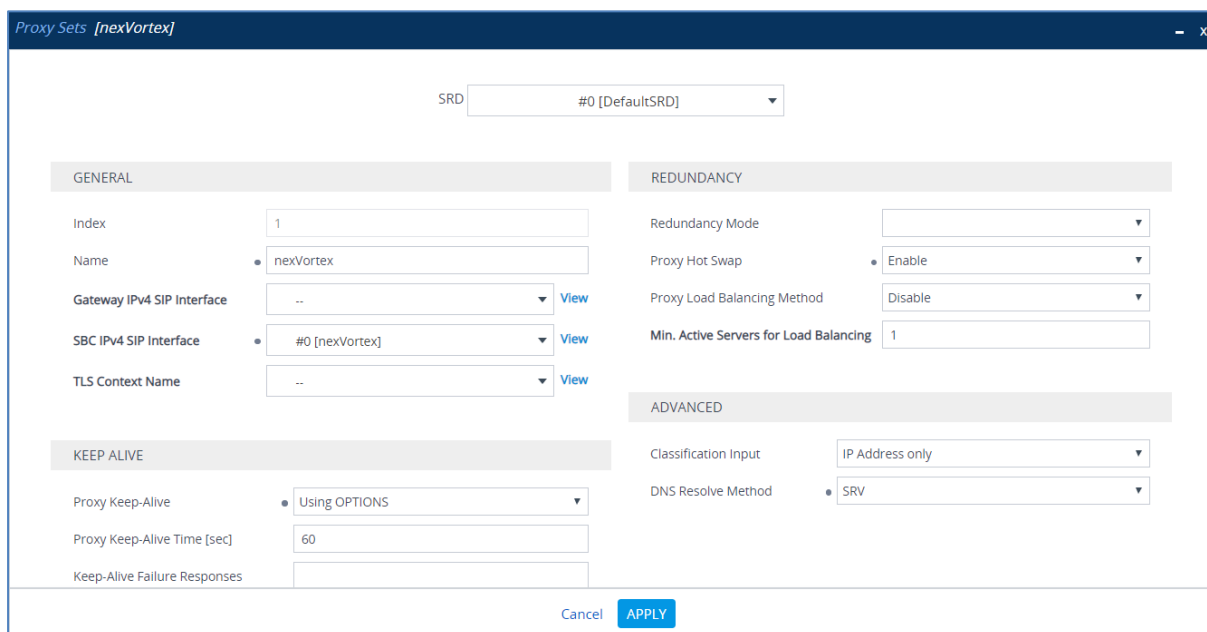 Proxy Sets [nexVortex]
– x
SRD #0 [DefaultSRD]
GENERAL
Index 1
Name nexVortex
Gateway IPv4 SIP Interface -- View
SBC IPv4 SIP Interface #0 [nexVortex] View
TLS Context Name -- View
KEEP ALIVE
Proxy Keep-Alive Using OPTIONS
Proxy Keep-Alive Time [sec] 60
Keep-Alive Failure Responses
REDUNDANCY
Redundancy Mode
Proxy Hot Swap Enable
Proxy Load Balancing Method Disable
Min. Active Servers for Load Balancing 1
ADVANCED
Classification Input IP Address only
DNS Resolve Method SRV
Cancel APPLY